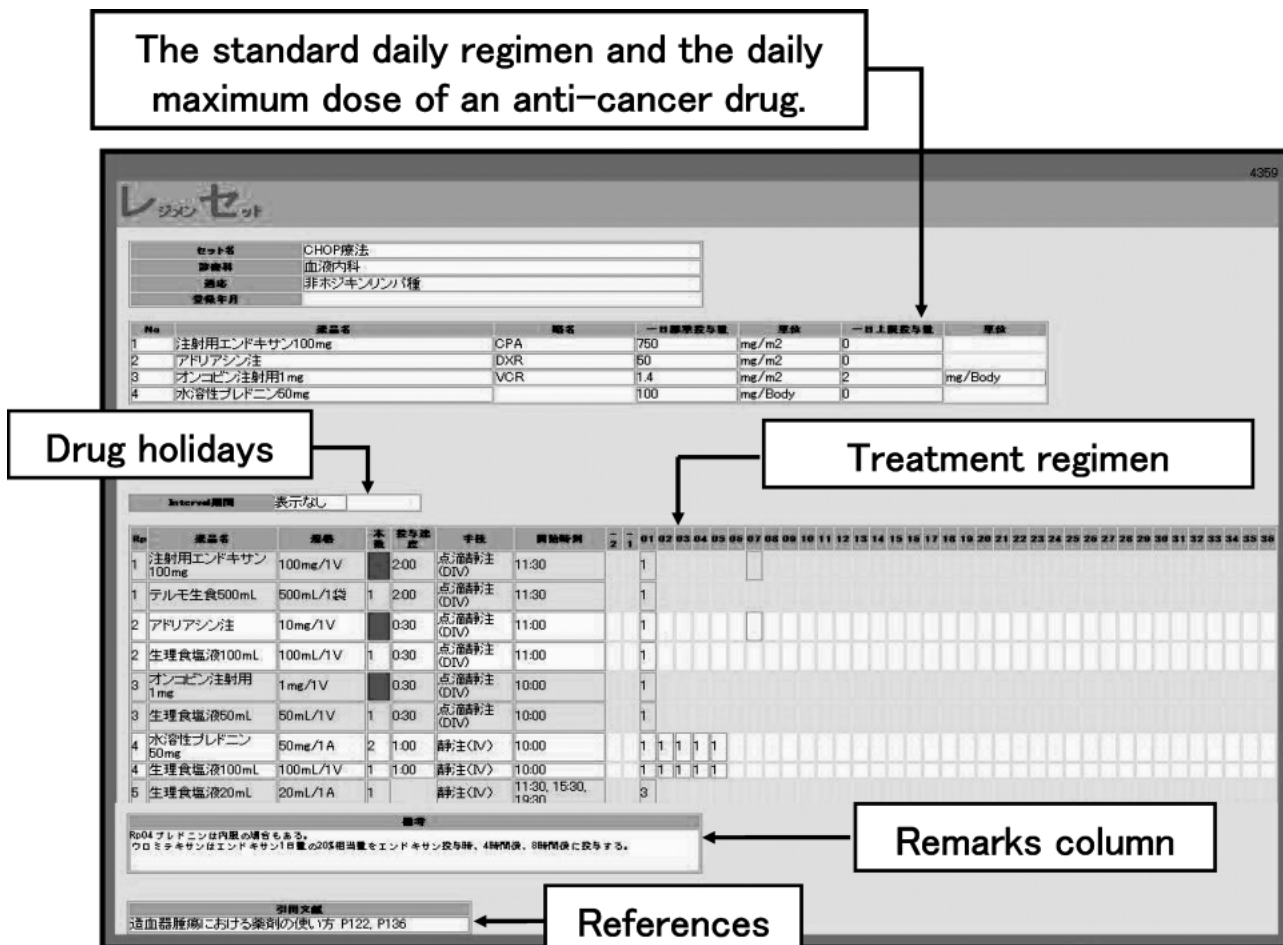 The standard daily regimen and the daily
maximum dose of an anti-cancer drug.
4359
レジメン セット
セット名 CHOP療法
診療科 血液内科
適応 非ホジキンリンパ種
登録年月
No 薬品名 略名 一日標準投与量 単位 一日上限投与量 単位
1 注射用エンドキサン100mg CPA 750 mg/m2 0
2 アドリアシン注 DXR 50 mg/m2 0
3 オンコビン注射用1mg VCR 1.4 mg/m2 2 mg/Body
4 水溶性プレドニン50mg 100 mg/Body 0
Drug holidays
Treatment regimen
Interval期間 表示なし
Rp 薬品名 規格 本数 投与速度 手技 開始時刻 -2 -1 01 02 03 04 05 06 07 08 09 10 11 12 13 14 15 16 17 18 19 20 21 22 23 24 25 26 27 28 29 30 31 32 33 34 35 36
1 注射用エンドキサン100mg 100mg/1V 2:00 点滴静注(DIV) 11:30 1
1 テルモ生食500mL 500mL/1袋 1 2:00 点滴静注(DIV) 11:30 1
2 アドリアシン注 10mg/1V 0:30 点滴静注(DIV) 11:00 1
2 生理食塩液100mL 100mL/1V 1 0:30 点滴静注(DIV) 11:00 1
3 オンコビン注射用1mg 1mg/1V 0:30 点滴静注(DIV) 10:00 1
3 生理食塩液50mL 50mL/1V 1 0:30 点滴静注(DIV) 10:00 1
4 水溶性プレドニン50mg 50mg/1A 2 1:00 静注(IV) 10:00 1 1 1 1 1
4 生理食塩液100mL 100mL/1V 1 1:00 静注(IV) 10:00 1 1 1 1 1
5 生理食塩液20mL 20mL/1A 1 静注(IV) 11:30, 15:30, 19:30 3
備考
Rp04 プレドニンは内服の場合もある。
ウロミテキサンはエンドキサン1日量の20%相当量をエンドキサン投与時、4時間後、8時間後に投与する。
Remarks column
引用文献
造血器腫瘍における薬剤の使い方 P122, P136
References